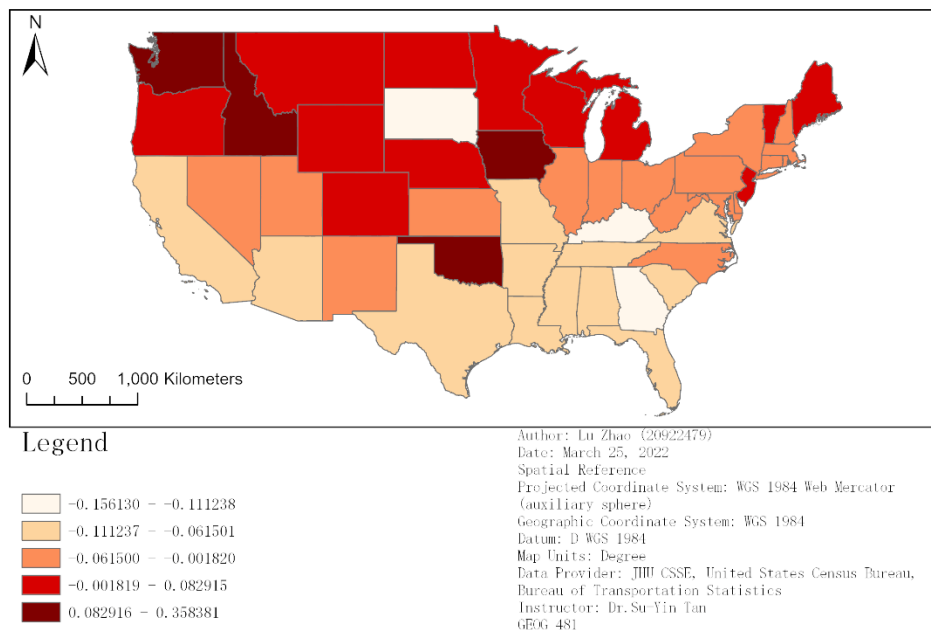 N
0 500 1,000 Kilometers
Legend
-0.156130 - -0.111238
-0.111237 - -0.061501
-0.061500 - -0.001820
-0.001819 - 0.082915
0.082916 - 0.358381
Author: Lu Zhao (20922479)
Date: March 25, 2022
Spatial Reference
Projected Coordinate System: WGS 1984 Web Mercator
(auxiliary sphere)
Geographic Coordinate System: WGS 1984
Datum: D WGS 1984
Map Units: Degree
Data Provider: JHU CSSE, United States Census Bureau,
Bureau of Transportation Statistics
Instructor: Dr.Su-Yin Tan
GEOG 481